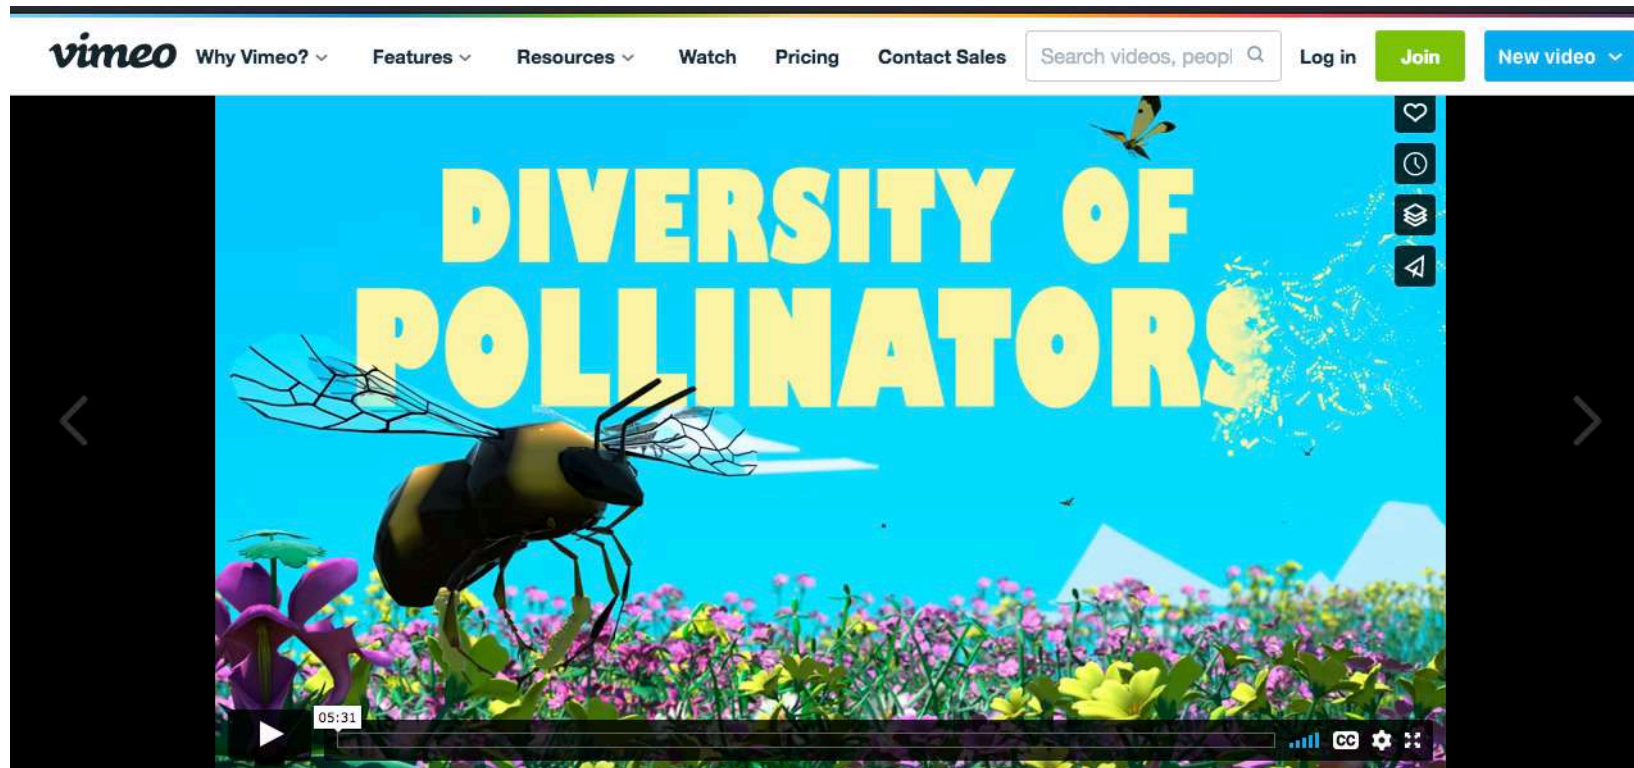 vimeo Why Vimeo? Features Resources Watch Pricing Contact Sales Search videos, peopl Log in Join New video
DIVERSITY OF
POLLINATORS
05:31
CC